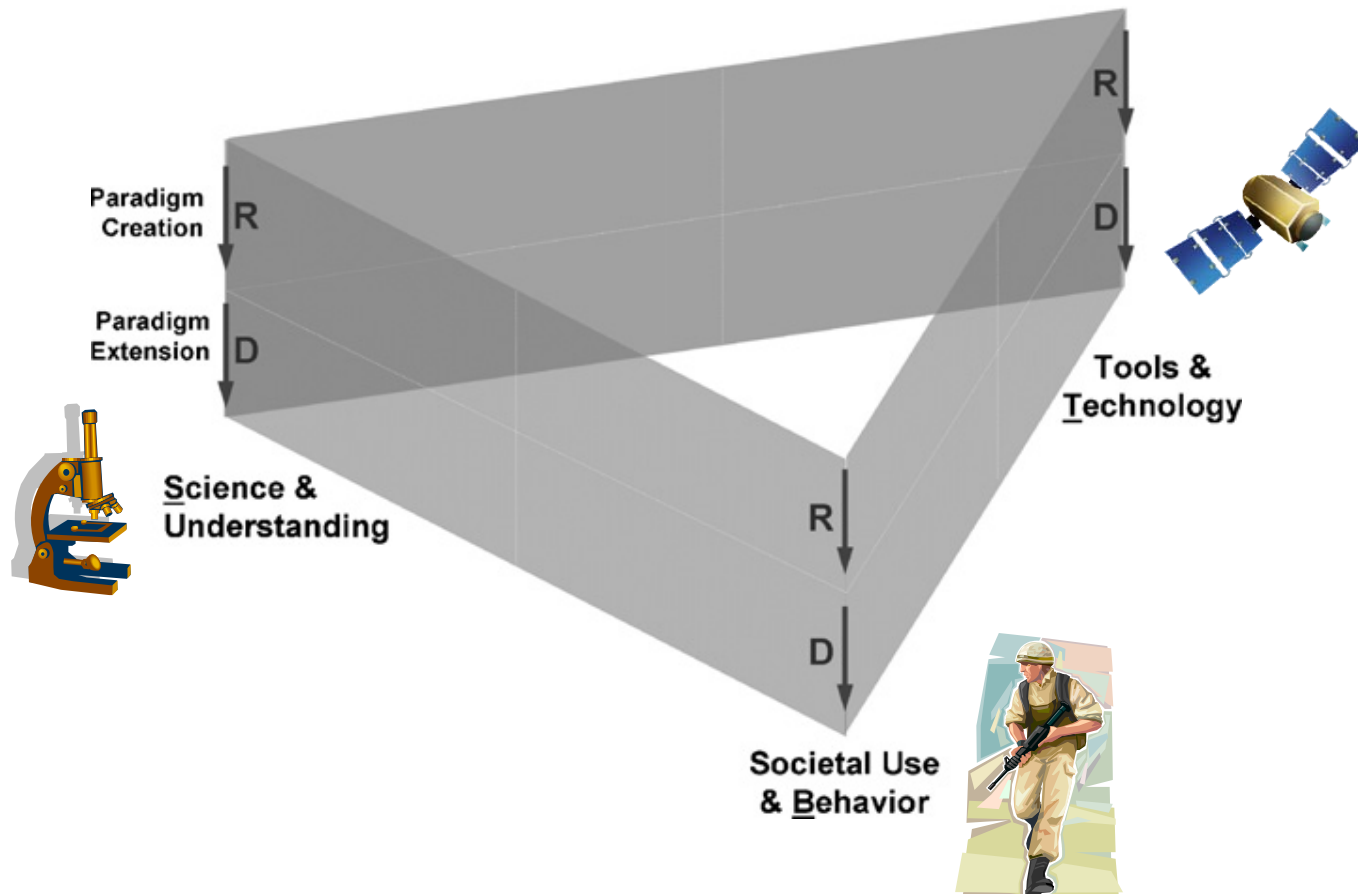 R
Paradigm
Creation
R
D
Paradigm
Extension
D
Tools &
Technology
Science &
Understanding
R
D
Societal Use
& Behavior